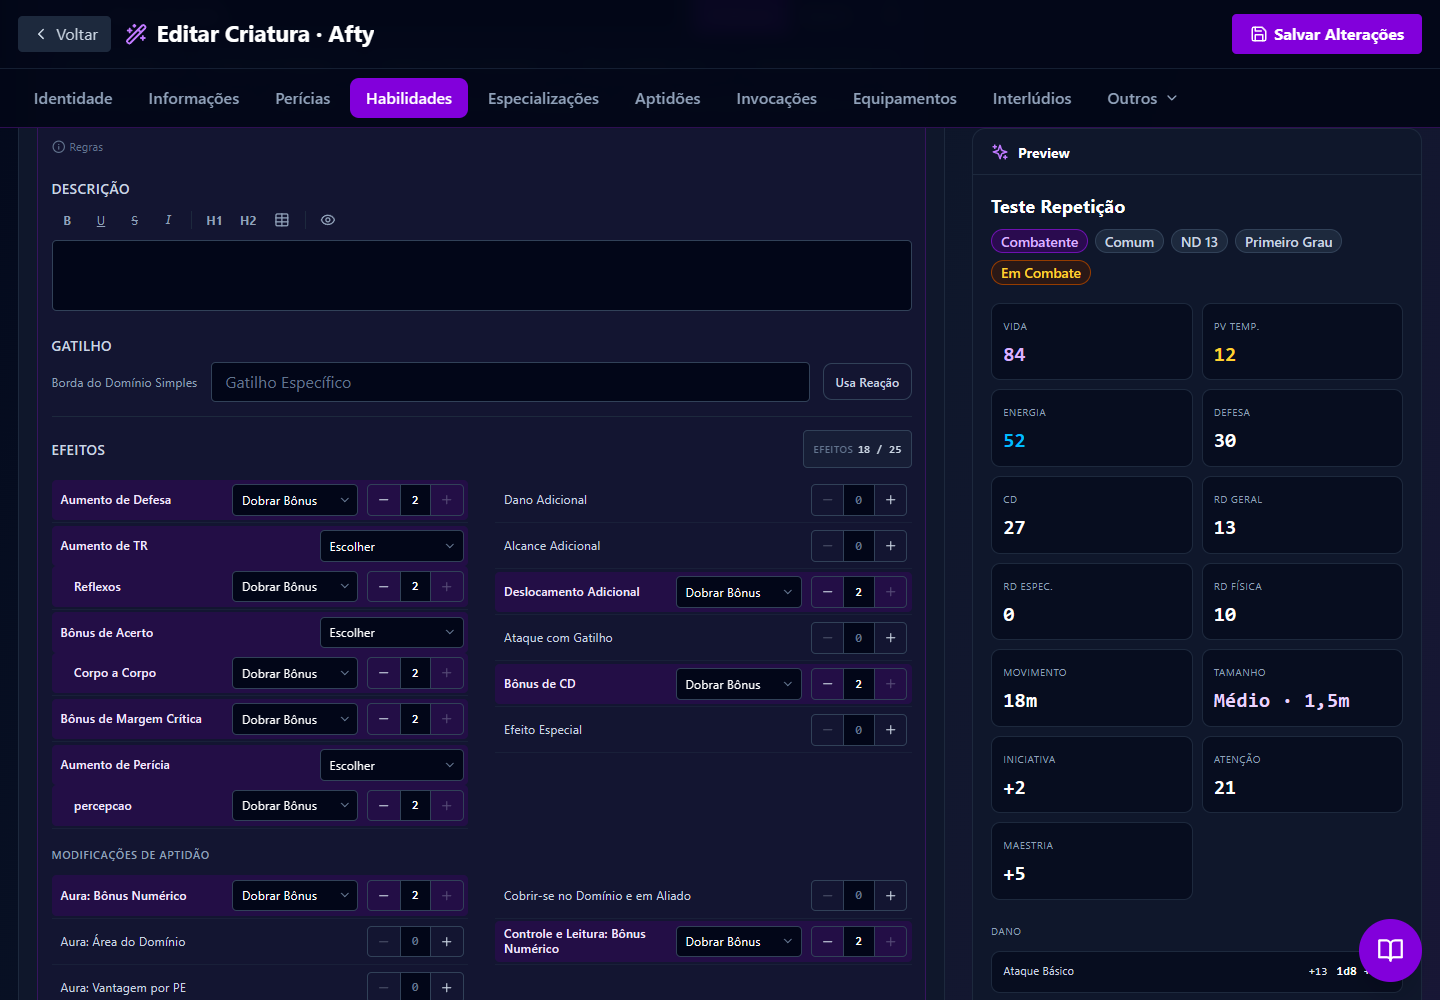 Voltar
Editar Criatura · Afty
Salvar Alterações
Identidade
Informações
Perícias
Habilidades
Especializações
Aptidões
Invocações
Equipamentos
Interlúdios
Outros
Regras
DESCRIÇÃO
B U S I H1 H2
GATILHO
Borda do Domínio Simples
Gatilho Específico
Usa Reação
EFEITOS
EFEITOS 18 / 25
Aumento de Defesa
Dobrar Bônus
− 2 +
Aumento de TR
Escolher
Reflexos
Dobrar Bônus
− 2 +
Bônus de Acerto
Escolher
Corpo a Corpo
Dobrar Bônus
− 2 +
Bônus de Margem Crítica
Dobrar Bônus
− 2 +
Aumento de Perícia
Escolher
percepcao
Dobrar Bônus
− 2 +
Dano Adicional
− 0 +
Alcance Adicional
− 0 +
Deslocamento Adicional
Dobrar Bônus
− 2 +
Ataque com Gatilho
− 0 +
Bônus de CD
Dobrar Bônus
− 2 +
Efeito Especial
− 0 +
MODIFICAÇÕES DE APTIDÃO
Aura: Bônus Numérico
Dobrar Bônus
− 2 +
Aura: Área do Domínio
− 0 +
Aura: Vantagem por PE
− 0 +
Cobrir-se no Domínio e em Aliado
− 0 +
Controle e Leitura: Bônus
Numérico
Dobrar Bônus
− 2 +
Preview
Teste Repetição
Combatente
Comum
ND 13
Primeiro Grau
Em Combate
VIDA
84
PV TEMP.
12
ENERGIA
52
DEFESA
30
CD
27
RD GERAL
13
RD ESPEC.
0
RD FÍSICA
10
MOVIMENTO
18m
TAMANHO
Médio · 1,5m
INICIATIVA
+2
ATENÇÃO
21
MAESTRIA
+5
DANO
Ataque Básico
+13 1d8